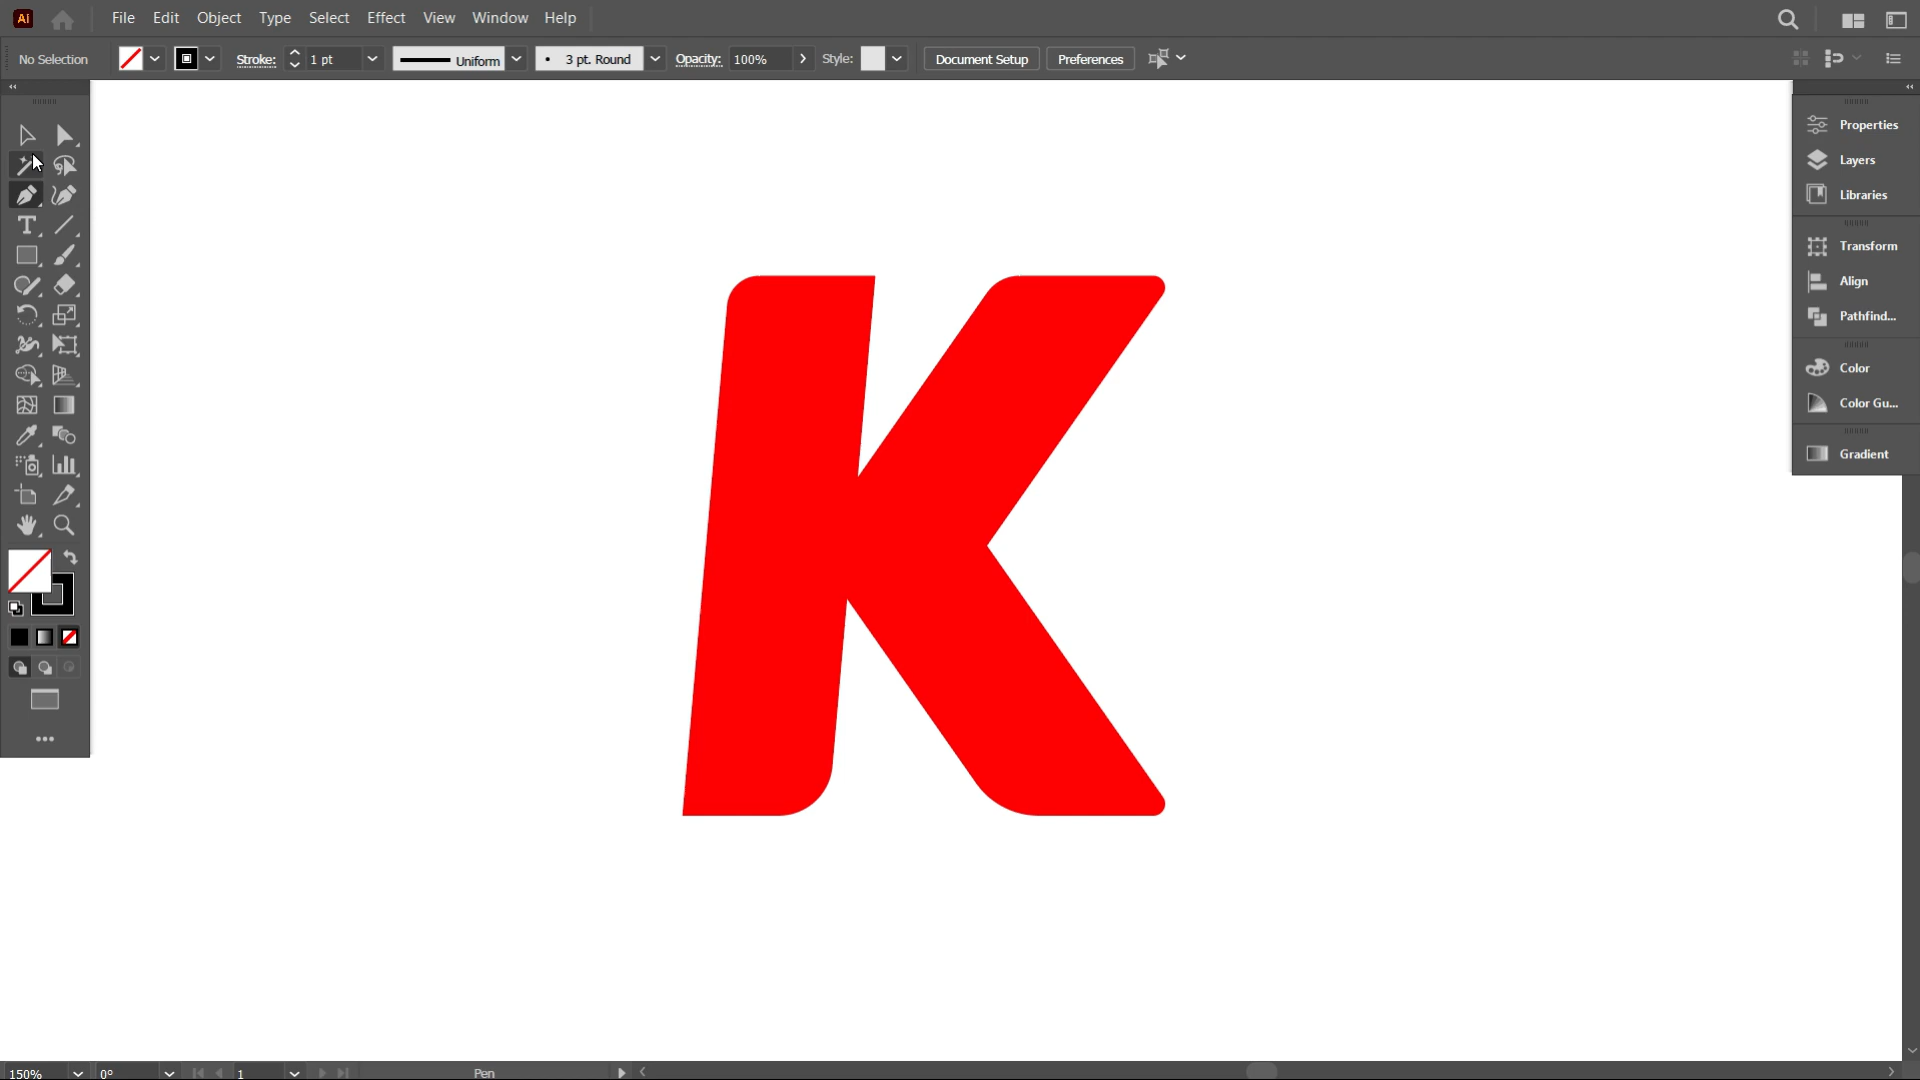 Ai File Edit Object Type Select Effect View Window Help
No Selection Stroke: 1 pt Uniform 3 pt. Round Opacity: 100% Style: Document Setup Preferences
Properties
Layers
Libraries
Transform
Align
Pathfind...
Color
Color Gu...
Gradient
K
150% 0° 1 Pen